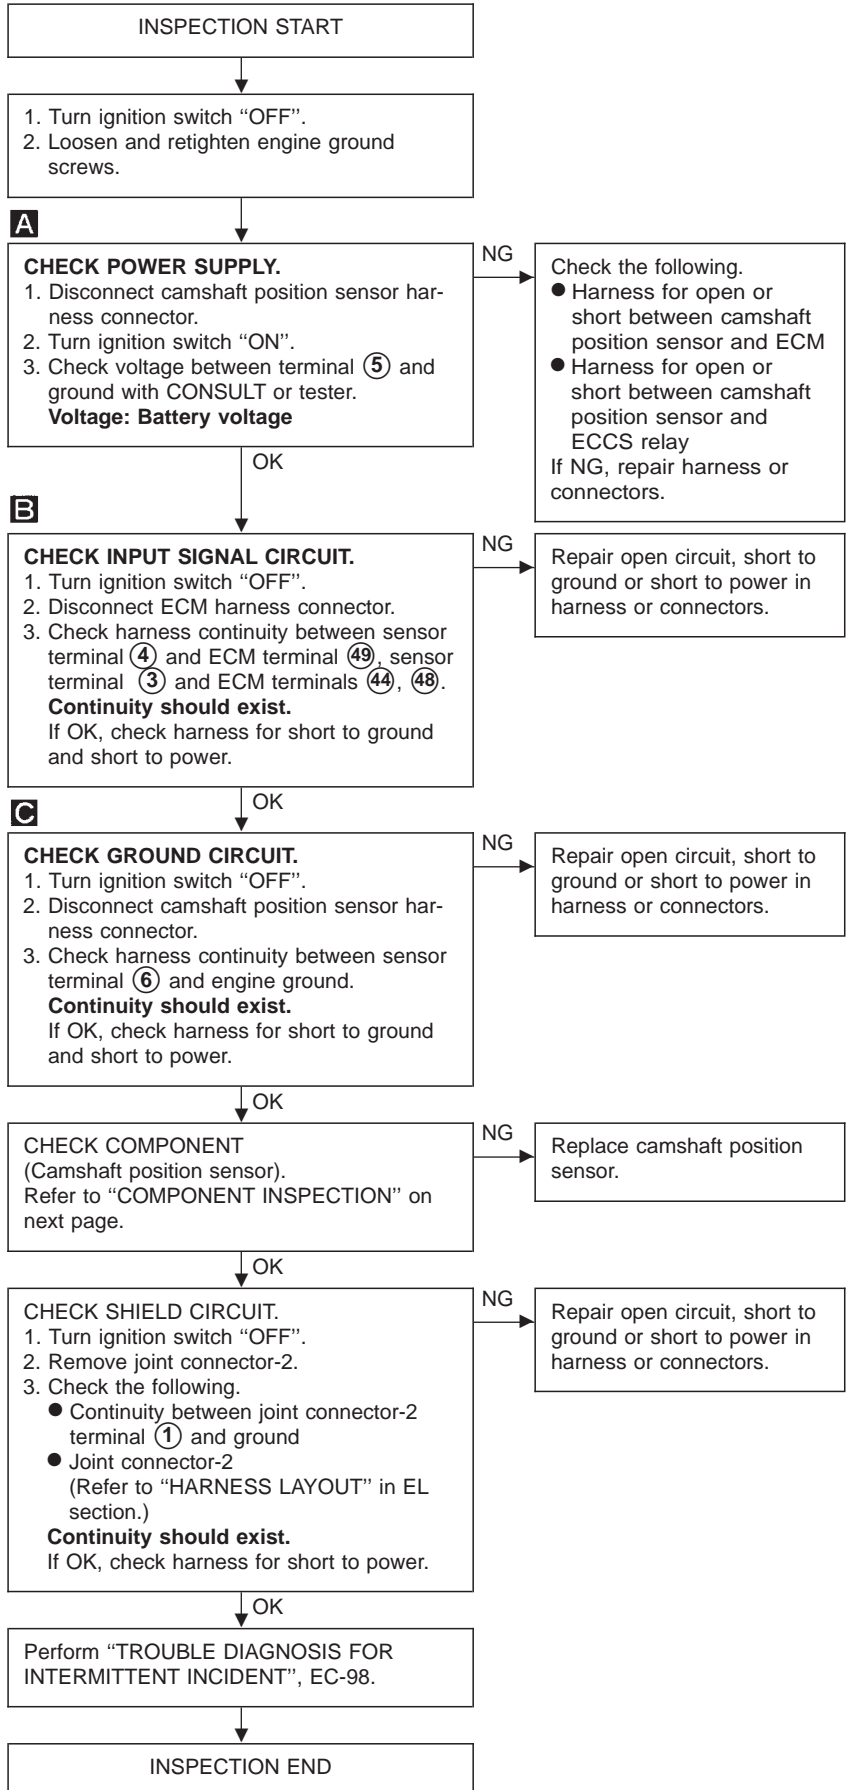 INSPECTION START
1. Turn ignition switch “OFF”.
2. Loosen and retighten engine ground
screws.
A
CHECK POWER SUPPLY.
1. Disconnect camshaft position sensor har-
ness connector.
2. Turn ignition switch “ON”.
3. Check voltage between terminal ⑤ and
ground with CONSULT or tester.
Voltage: Battery voltage
NG
Check the following.
● Harness for open or
short between camshaft
position sensor and ECM
● Harness for open or
short between camshaft
position sensor and
ECCS relay
If NG, repair harness or
connectors.
OK
B
CHECK INPUT SIGNAL CIRCUIT.
1. Turn ignition switch “OFF”.
2. Disconnect ECM harness connector.
3. Check harness continuity between sensor
terminal ④ and ECM terminal ㊾, sensor
terminal ③ and ECM terminals ㊹, ㊽.
Continuity should exist.
If OK, check harness for short to ground
and short to power.
NG
Repair open circuit, short to
ground or short to power in
harness or connectors.
OK
C
CHECK GROUND CIRCUIT.
1. Turn ignition switch “OFF”.
2. Disconnect camshaft position sensor har-
ness connector.
3. Check harness continuity between sensor
terminal ⑥ and engine ground.
Continuity should exist.
If OK, check harness for short to ground
and short to power.
NG
Repair open circuit, short to
ground or short to power in
harness or connectors.
OK
CHECK COMPONENT
(Camshaft position sensor).
Refer to “COMPONENT INSPECTION” on
next page.
NG
Replace camshaft position
sensor.
OK
CHECK SHIELD CIRCUIT.
1. Turn ignition switch “OFF”.
2. Remove joint connector-2.
3. Check the following.
● Continuity between joint connector-2
terminal ① and ground
● Joint connector-2
(Refer to “HARNESS LAYOUT” in EL
section.)
Continuity should exist.
If OK, check harness for short to power.
NG
Repair open circuit, short to
ground or short to power in
harness or connectors.
OK
Perform “TROUBLE DIAGNOSIS FOR
INTERMITTENT INCIDENT”, EC-98.
INSPECTION END